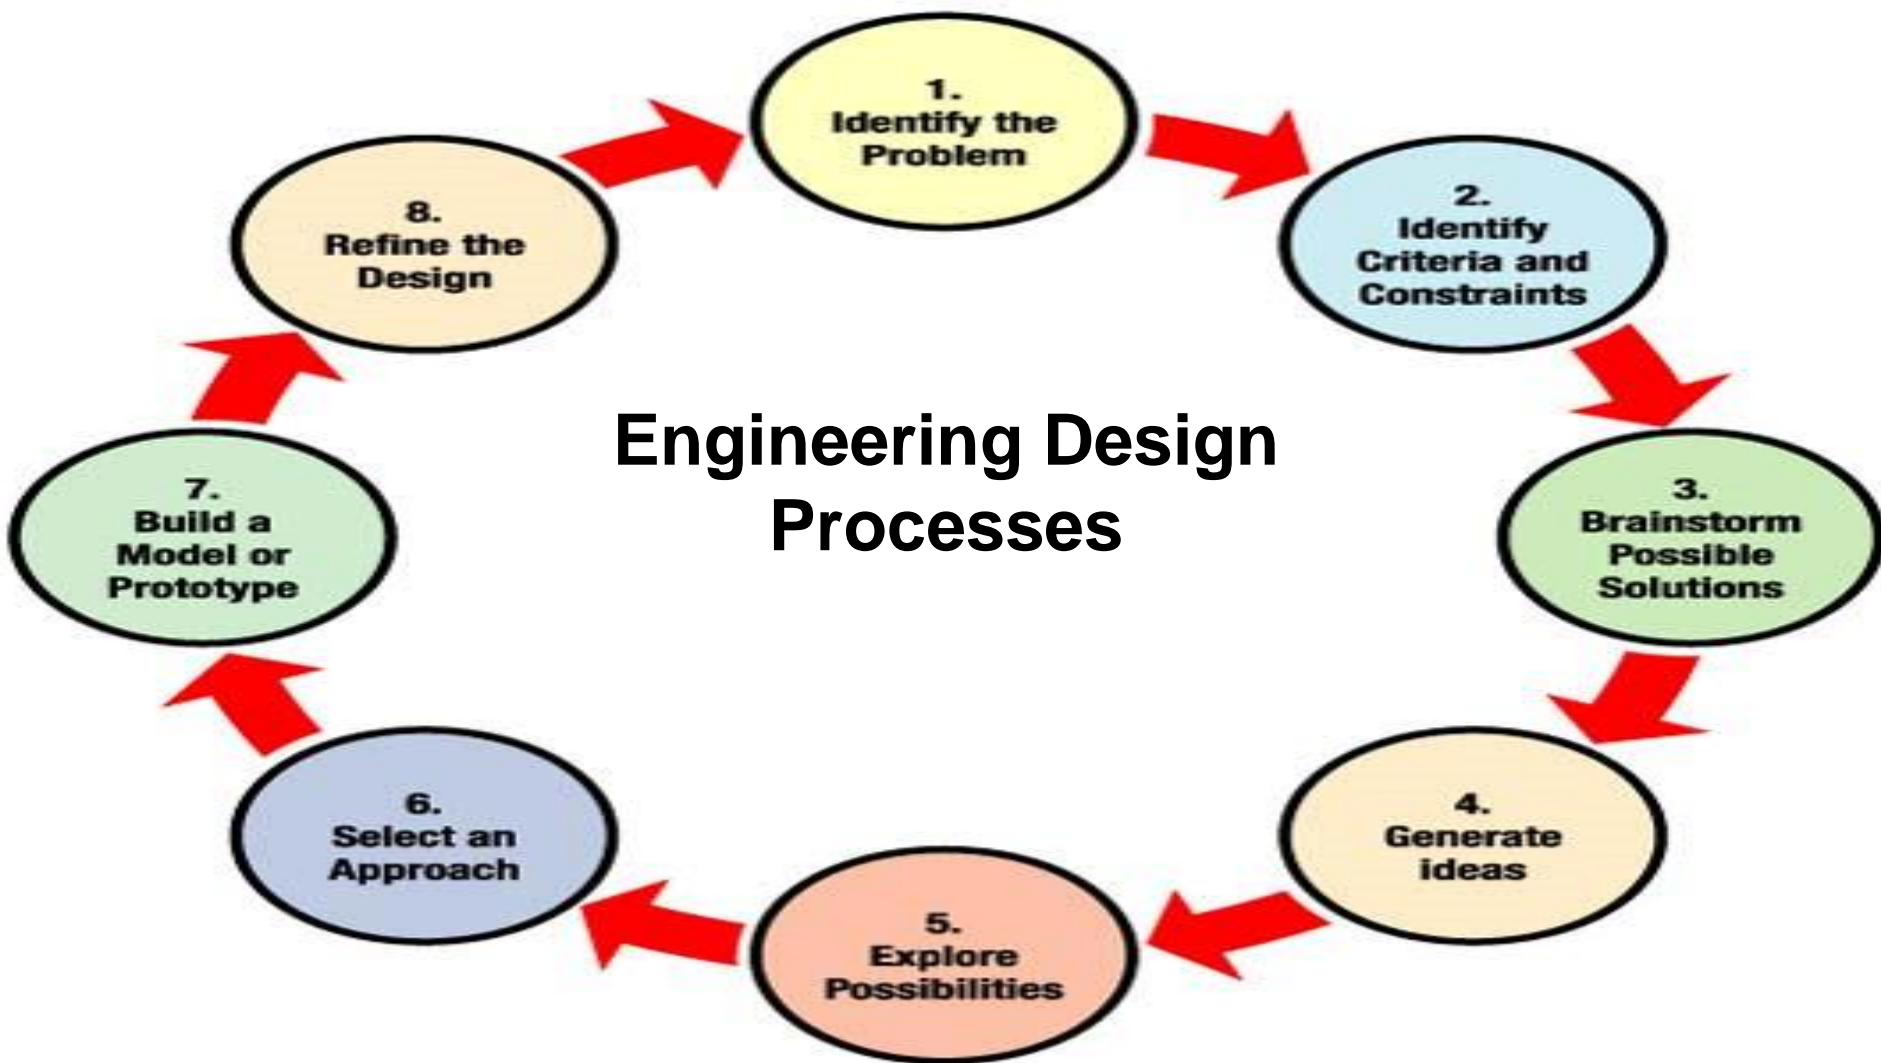 1.
Identify the
Problem
2.
Identify
Criteria and
Constraints
3.
Brainstorm
Possible
Solutions
4.
Generate
ideas
5.
Explore
Possibilities
6.
Select an
Approach
7.
Build a
Model or
Prototype
8.
Refine the
Design
Engineering Design
Processes